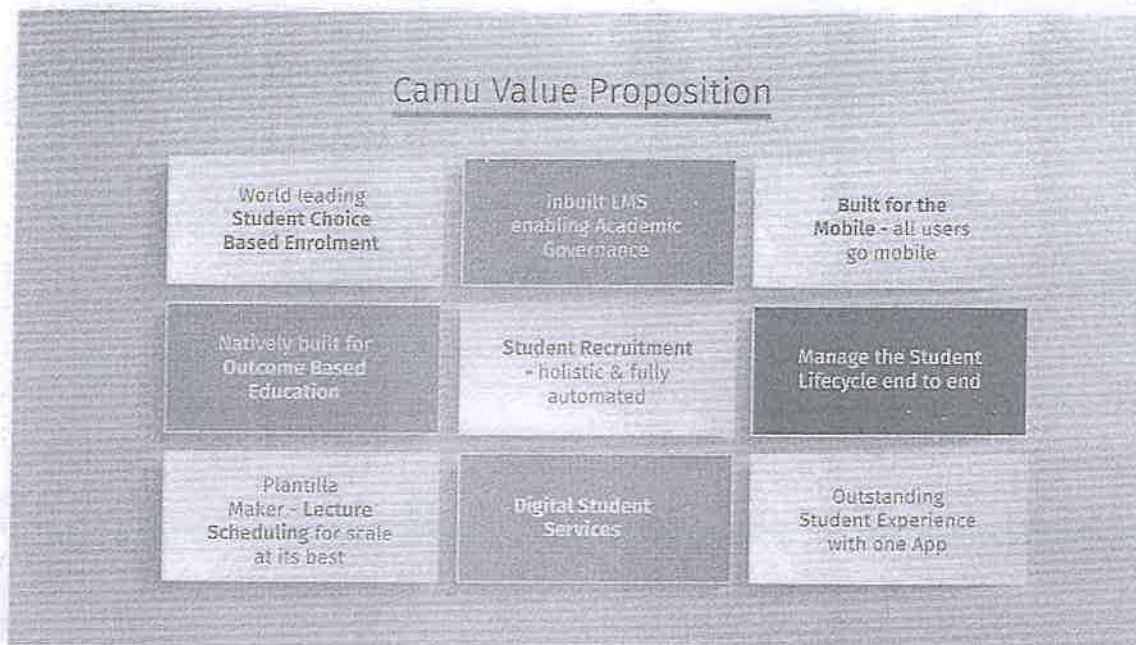 Camu Value Proposition
World leading
Student Choice
Based Enrolment
Inbuilt LMS
enabling Academic
Governance
Built for the
Mobile - all users
go mobile
Natively built for
Outcome Based
Education
Student Recruitment
- holistic & fully
automated
Manage the Student
Lifecycle end to end
Plantilla
Maker - Lecture
Scheduling for scale
at its best
Digital Student
Services
Outstanding
Student Experience
with one App